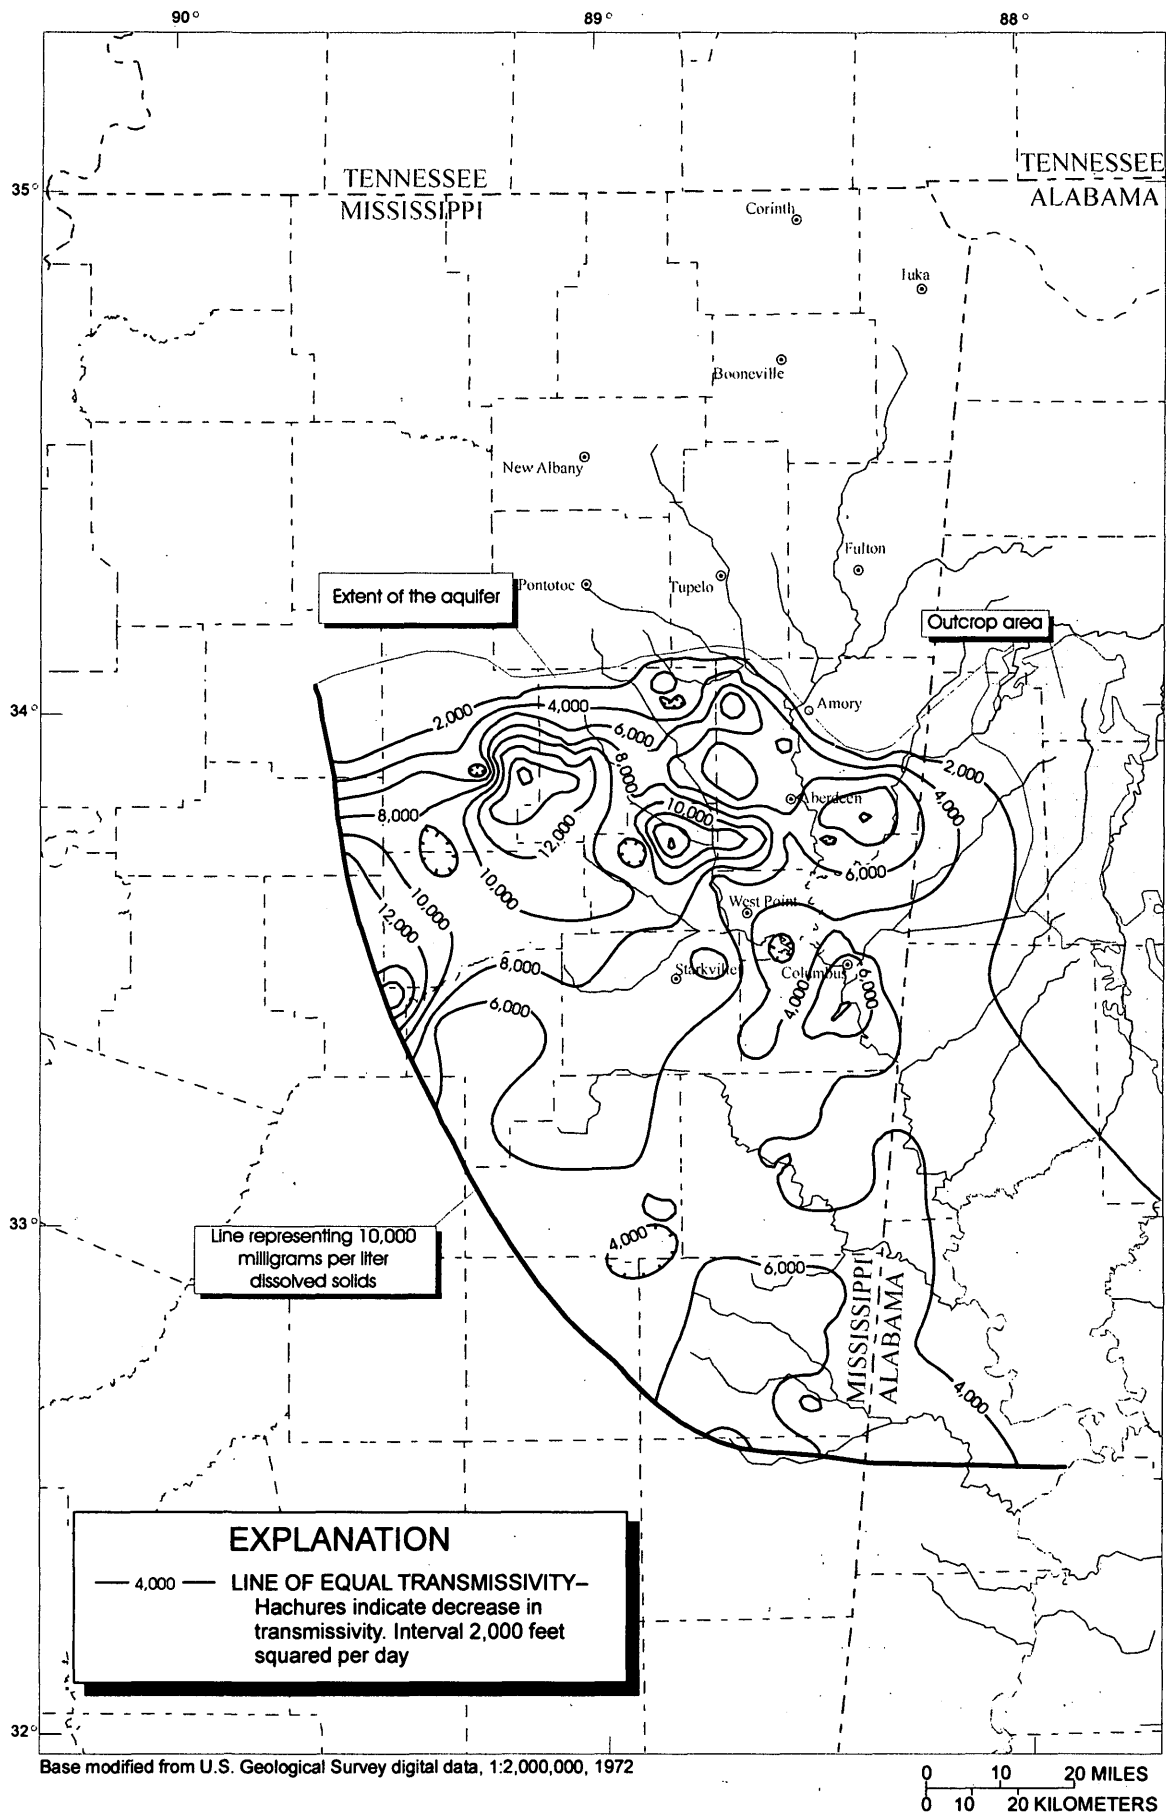 90° 89° 88°
35°
TENNESSEE
MISSISSIPPI
TENNESSEE
ALABAMA
Corinth
Iuka
Booneville
New Albany
Fulton
Extent of the aquifer
Pontotoc
Tupelo
Outcrop area
34°
2,000
4,000
Amory
6,000
8,000
2,000
8,000
10,000
Aberdeen
4,000
12,000
6,000
10,000
10,000
12,000
West Point
8,000
Starkville
Columbus
6,000
4,000
6,000
33°
Line representing 10,000
milligrams per liter
dissolved solids
4,000
6,000
MISSISSIPPI
ALABAMA
4,000
EXPLANATION
4,000 LINE OF EQUAL TRANSMISSIVITY–
Hachures indicate decrease in
transmissivity. Interval 2,000 feet
squared per day
32°
Base modified from U.S. Geological Survey digital data, 1:2,000,000, 1972
0 10 20 MILES
0 10 20 KILOMETERS